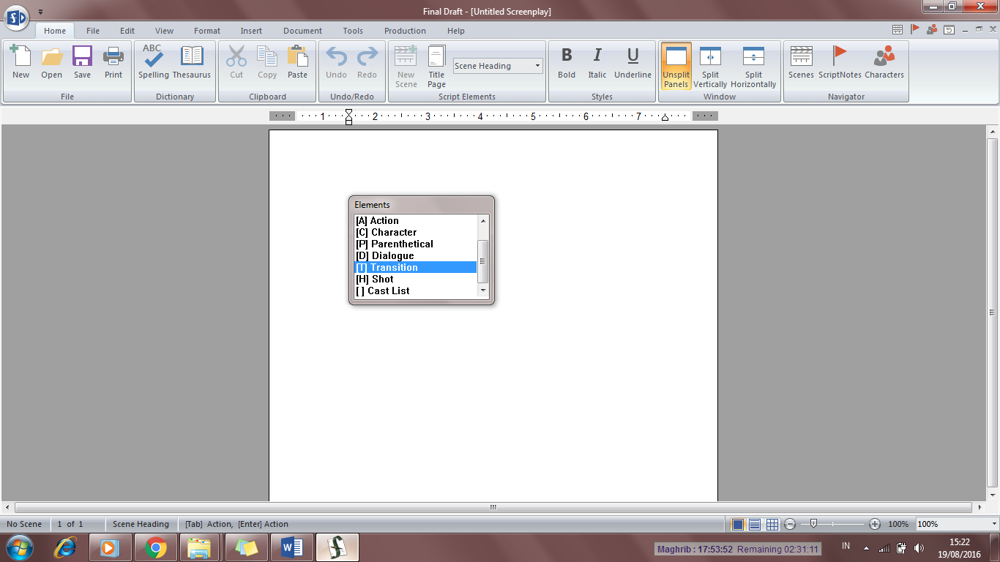 Final Draft - [Untitled Screenplay]
Home File Edit View Format Insert Document Tools Production Help
New Open Save Print
File
ABC
Spelling Thesaurus
Dictionary
Cut Copy Paste
Clipboard
Undo Redo
Undo/Redo
New Scene
Title Page
Scene Heading
Script Elements
B I U
Bold Italic Underline
Styles
Unsplit Panels
Split Vertically
Split Horizontally
Window
Scenes ScriptNotes Characters
Navigator
1 2 3 4 5 6 7
Elements
[A] Action
[C] Character
[P] Parenthetical
[D] Dialogue
[T] Transition
[H] Shot
[ ] Cast List
No Scene 1 of 1 Scene Heading [Tab] Action, [Enter] Action 100% 100%
Maghrib : 17:53:52 Remaining 02:31:11
IN
15:22
19/08/2016